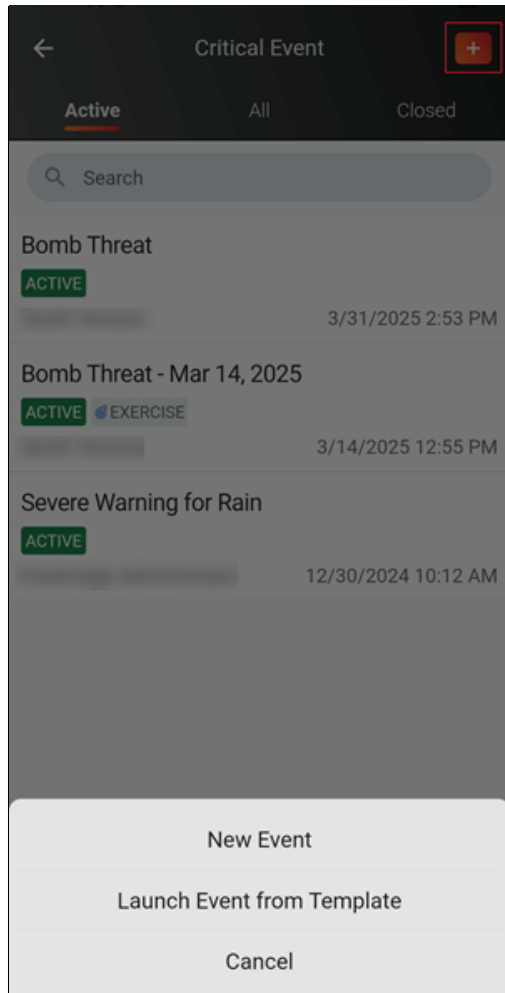 Critical Event +
Active All Closed
Search
Bomb Threat
ACTIVE
3/31/2025 2:53 PM
Bomb Threat - Mar 14, 2025
ACTIVE EXERCISE
3/14/2025 12:55 PM
Severe Warning for Rain
ACTIVE
12/30/2024 10:12 AM
New Event
Launch Event from Template
Cancel